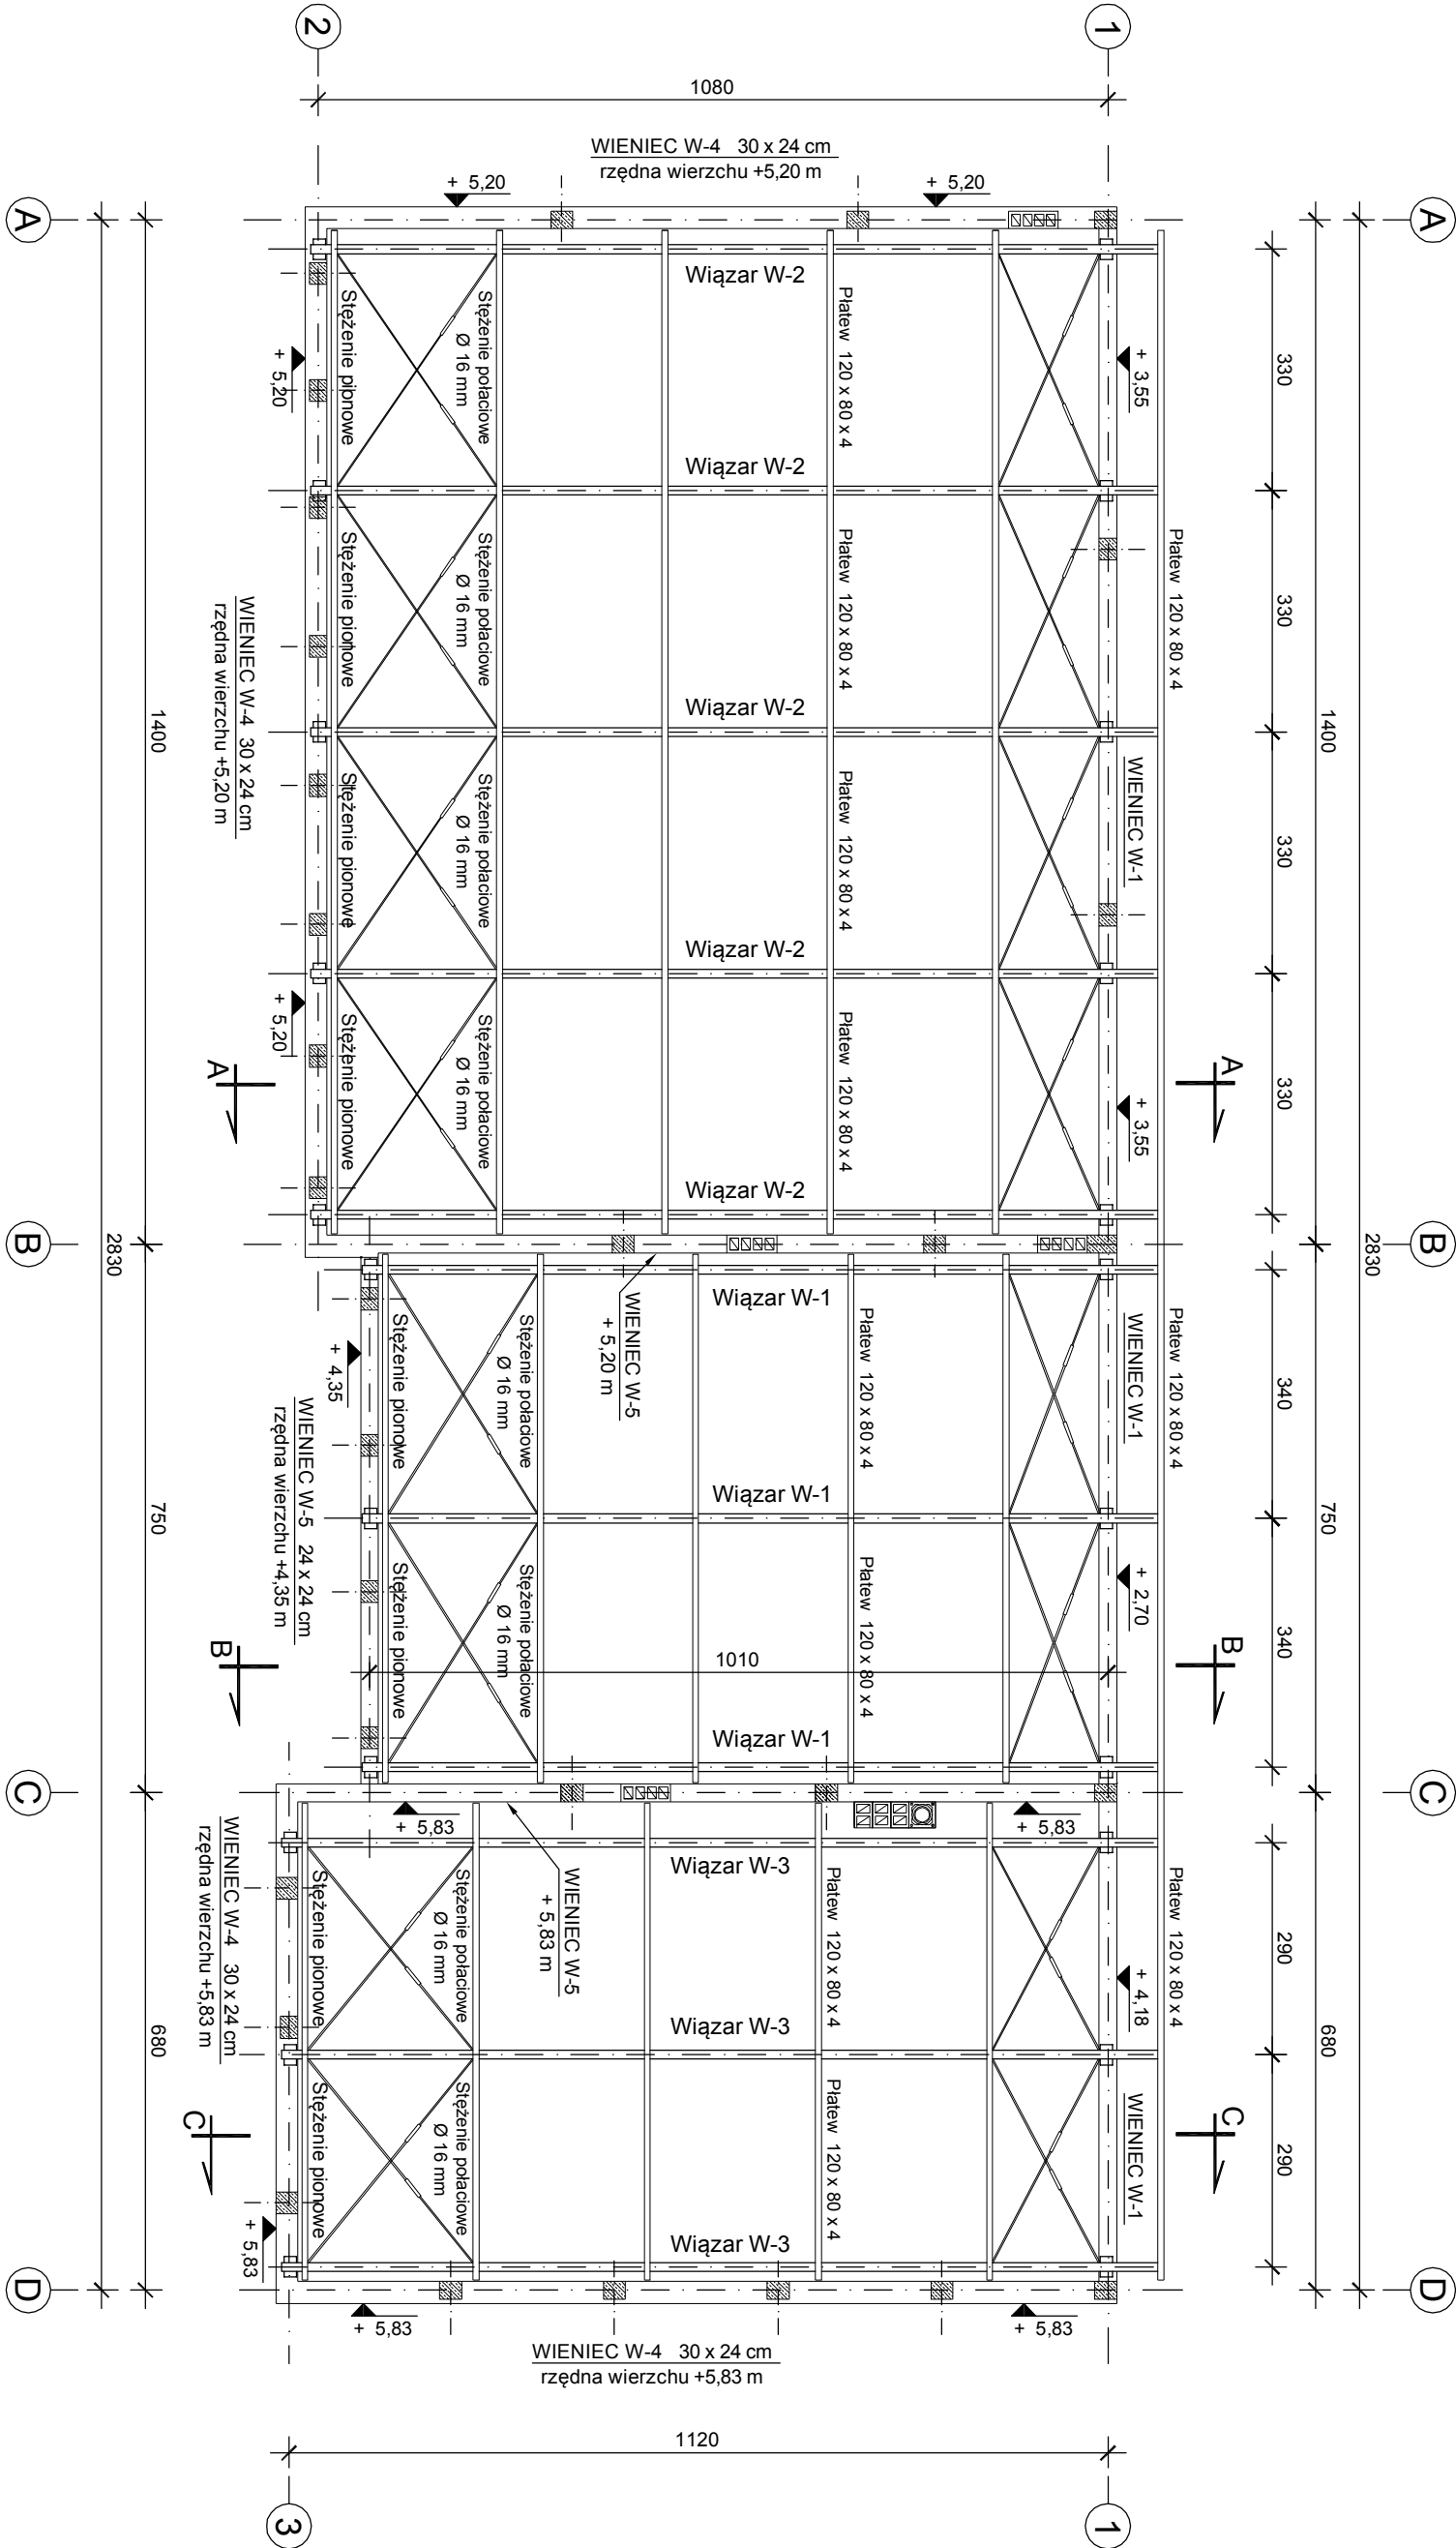 2
1
1080
WIENIEC W-4 30 x 24 cm
rzędna wierzchu +5,20 m
+ 5,20
+ 5,20
A
A
Wiązar W-2
Stężenie pionowe
Stężenie połaciowe
Ø 16 mm
Płatew 120 x 80 x 4
+ 5,20
+ 3,55
330
Wiązar W-2
Stężenie pionowe
Stężenie połaciowe
Ø 16 mm
Płatew 120 x 80 x 4
Płatew 120 x 80 x 4
330
WIENIEC W-4 30 x 24 cm
rzędna wierzchu +5,20 m
1400
1400
Wiązar W-2
Stężenie pionowe
Stężenie połaciowe
Ø 16 mm
Płatew 120 x 80 x 4
WIENIEC W-1
330
Wiązar W-2
Stężenie pionowe
Stężenie połaciowe
Ø 16 mm
Płatew 120 x 80 x 4
+ 5,20
+ 3,55
330
A
A
Wiązar W-2
B
B
2830
2830
Wiązar W-1
WIENIEC W-5
+ 5,20 m
Stężenie pionowe
Stężenie połaciowe
Ø 16 mm
Płatew 120 x 80 x 4
WIENIEC W-1
Płatew 120 x 80 x 4
340
+ 4,35
WIENIEC W-5 24 x 24 cm
rzędna wierzchu +4,35 m
750
750
Wiązar W-1
Stężenie pionowe
Stężenie połaciowe
Ø 16 mm
Płatew 120 x 80 x 4
+ 2,70
340
B
B
1010
Wiązar W-1
C
C
+ 5,83
+ 5,83
Wiązar W-3
WIENIEC W-5
+ 5,83 m
WIENIEC W-4 30 x 24 cm
rzędna wierzchu +5,83 m
Stężenie pionowe
Stężenie połaciowe
Ø 16 mm
Płatew 120 x 80 x 4
Płatew 120 x 80 x 4
+ 4,18
290
Wiązar W-3
680
680
Stężenie pionowe
Stężenie połaciowe
Ø 16 mm
Płatew 120 x 80 x 4
WIENIEC W-1
290
C
C
+ 5,83
Wiązar W-3
D
D
+ 5,83
+ 5,83
WIENIEC W-4 30 x 24 cm
rzędna wierzchu +5,83 m
1120
3
1